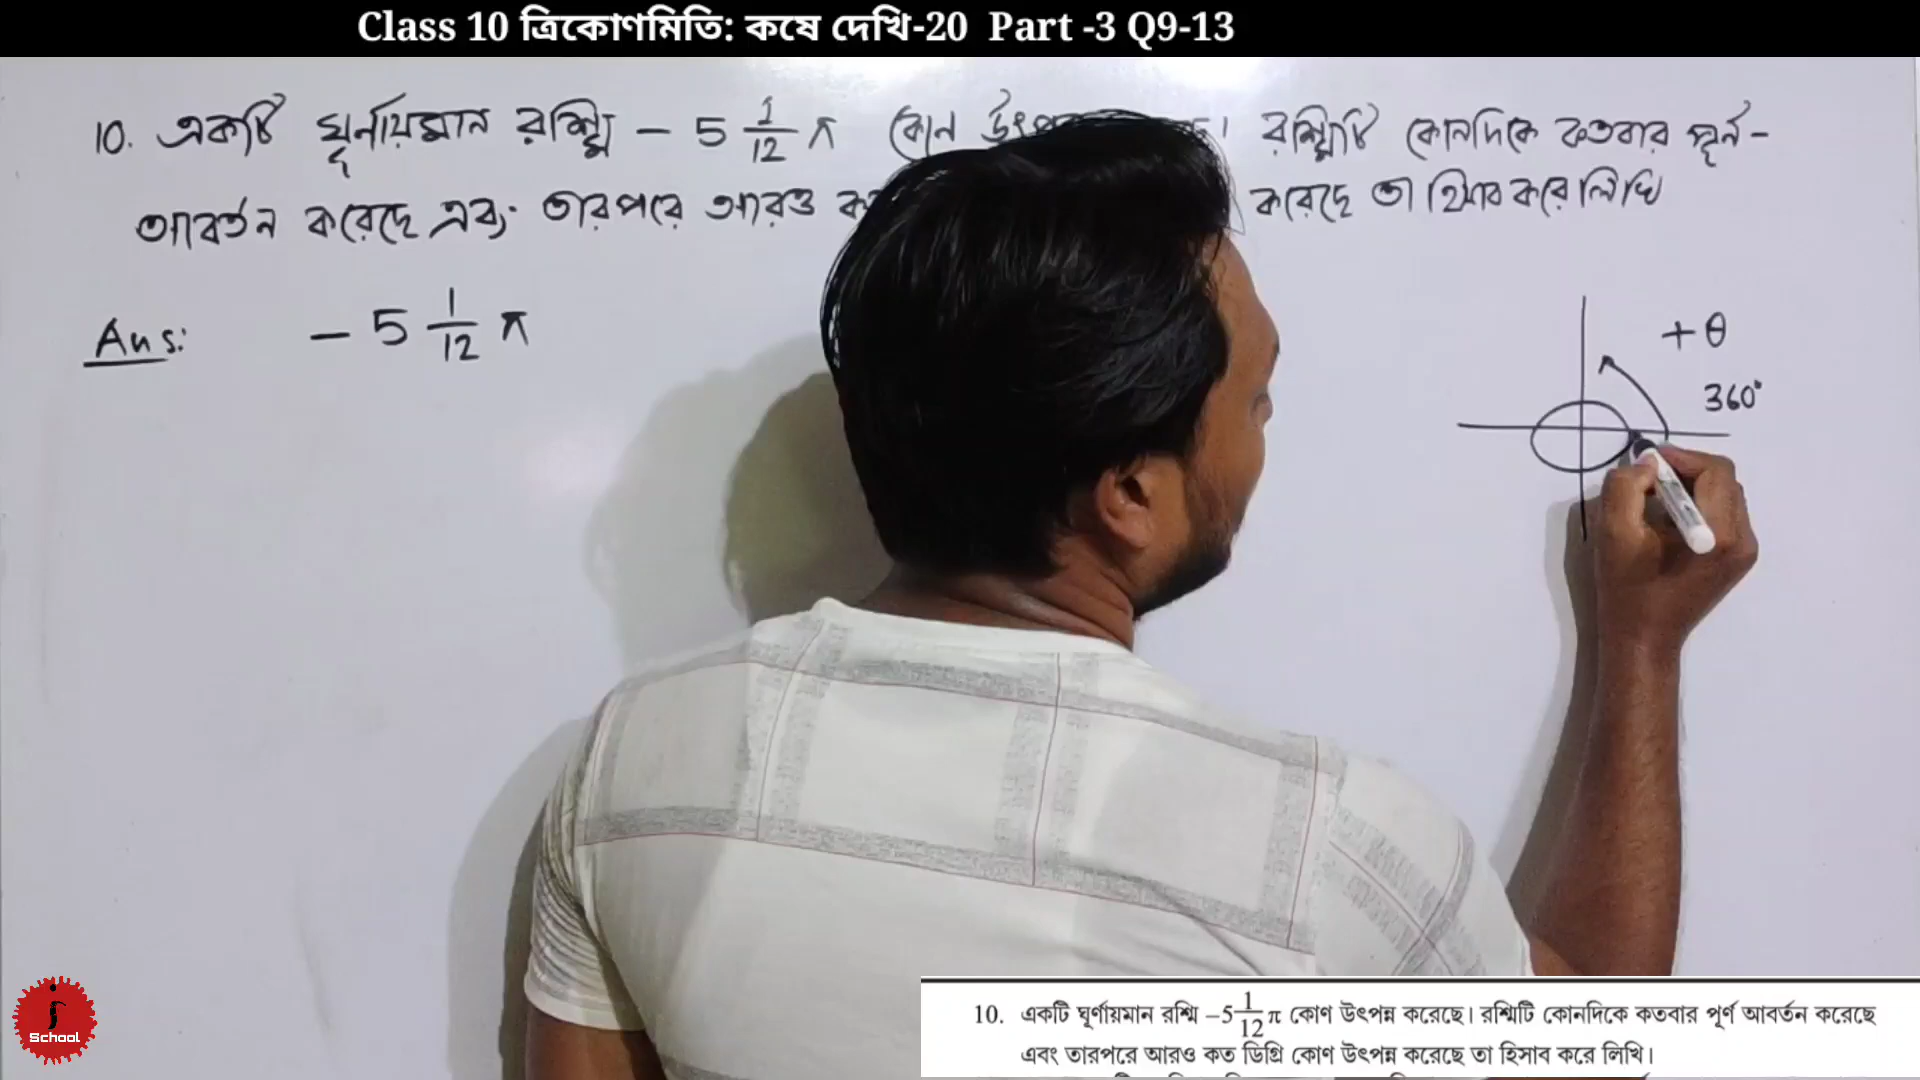 Class 10 ত্রিকোণমিতি: কষে দেখি-20 Part -3 Q9-13
10. একটি ঘূর্নায়মান রশ্মি - 5 1/12 π কোন রশ্মিটি কোনদিকে কতবার পূর্ন-
আবর্তন করেছে এবং তারপরে আরও করেছে তা হিসাব করে লিখি
Ans: - 5 1/12 π
+ θ
360°
10. একটি ঘূর্ণায়মান রশ্মি –5 1/12 π কোণ উৎপন্ন করেছে। রশ্মিটি কোনদিকে কতবার পূর্ণ আবর্তন করেছে
এবং তারপরে আরও কত ডিগ্রি কোণ উৎপন্ন করেছে তা হিসাব করে লিখি।
School